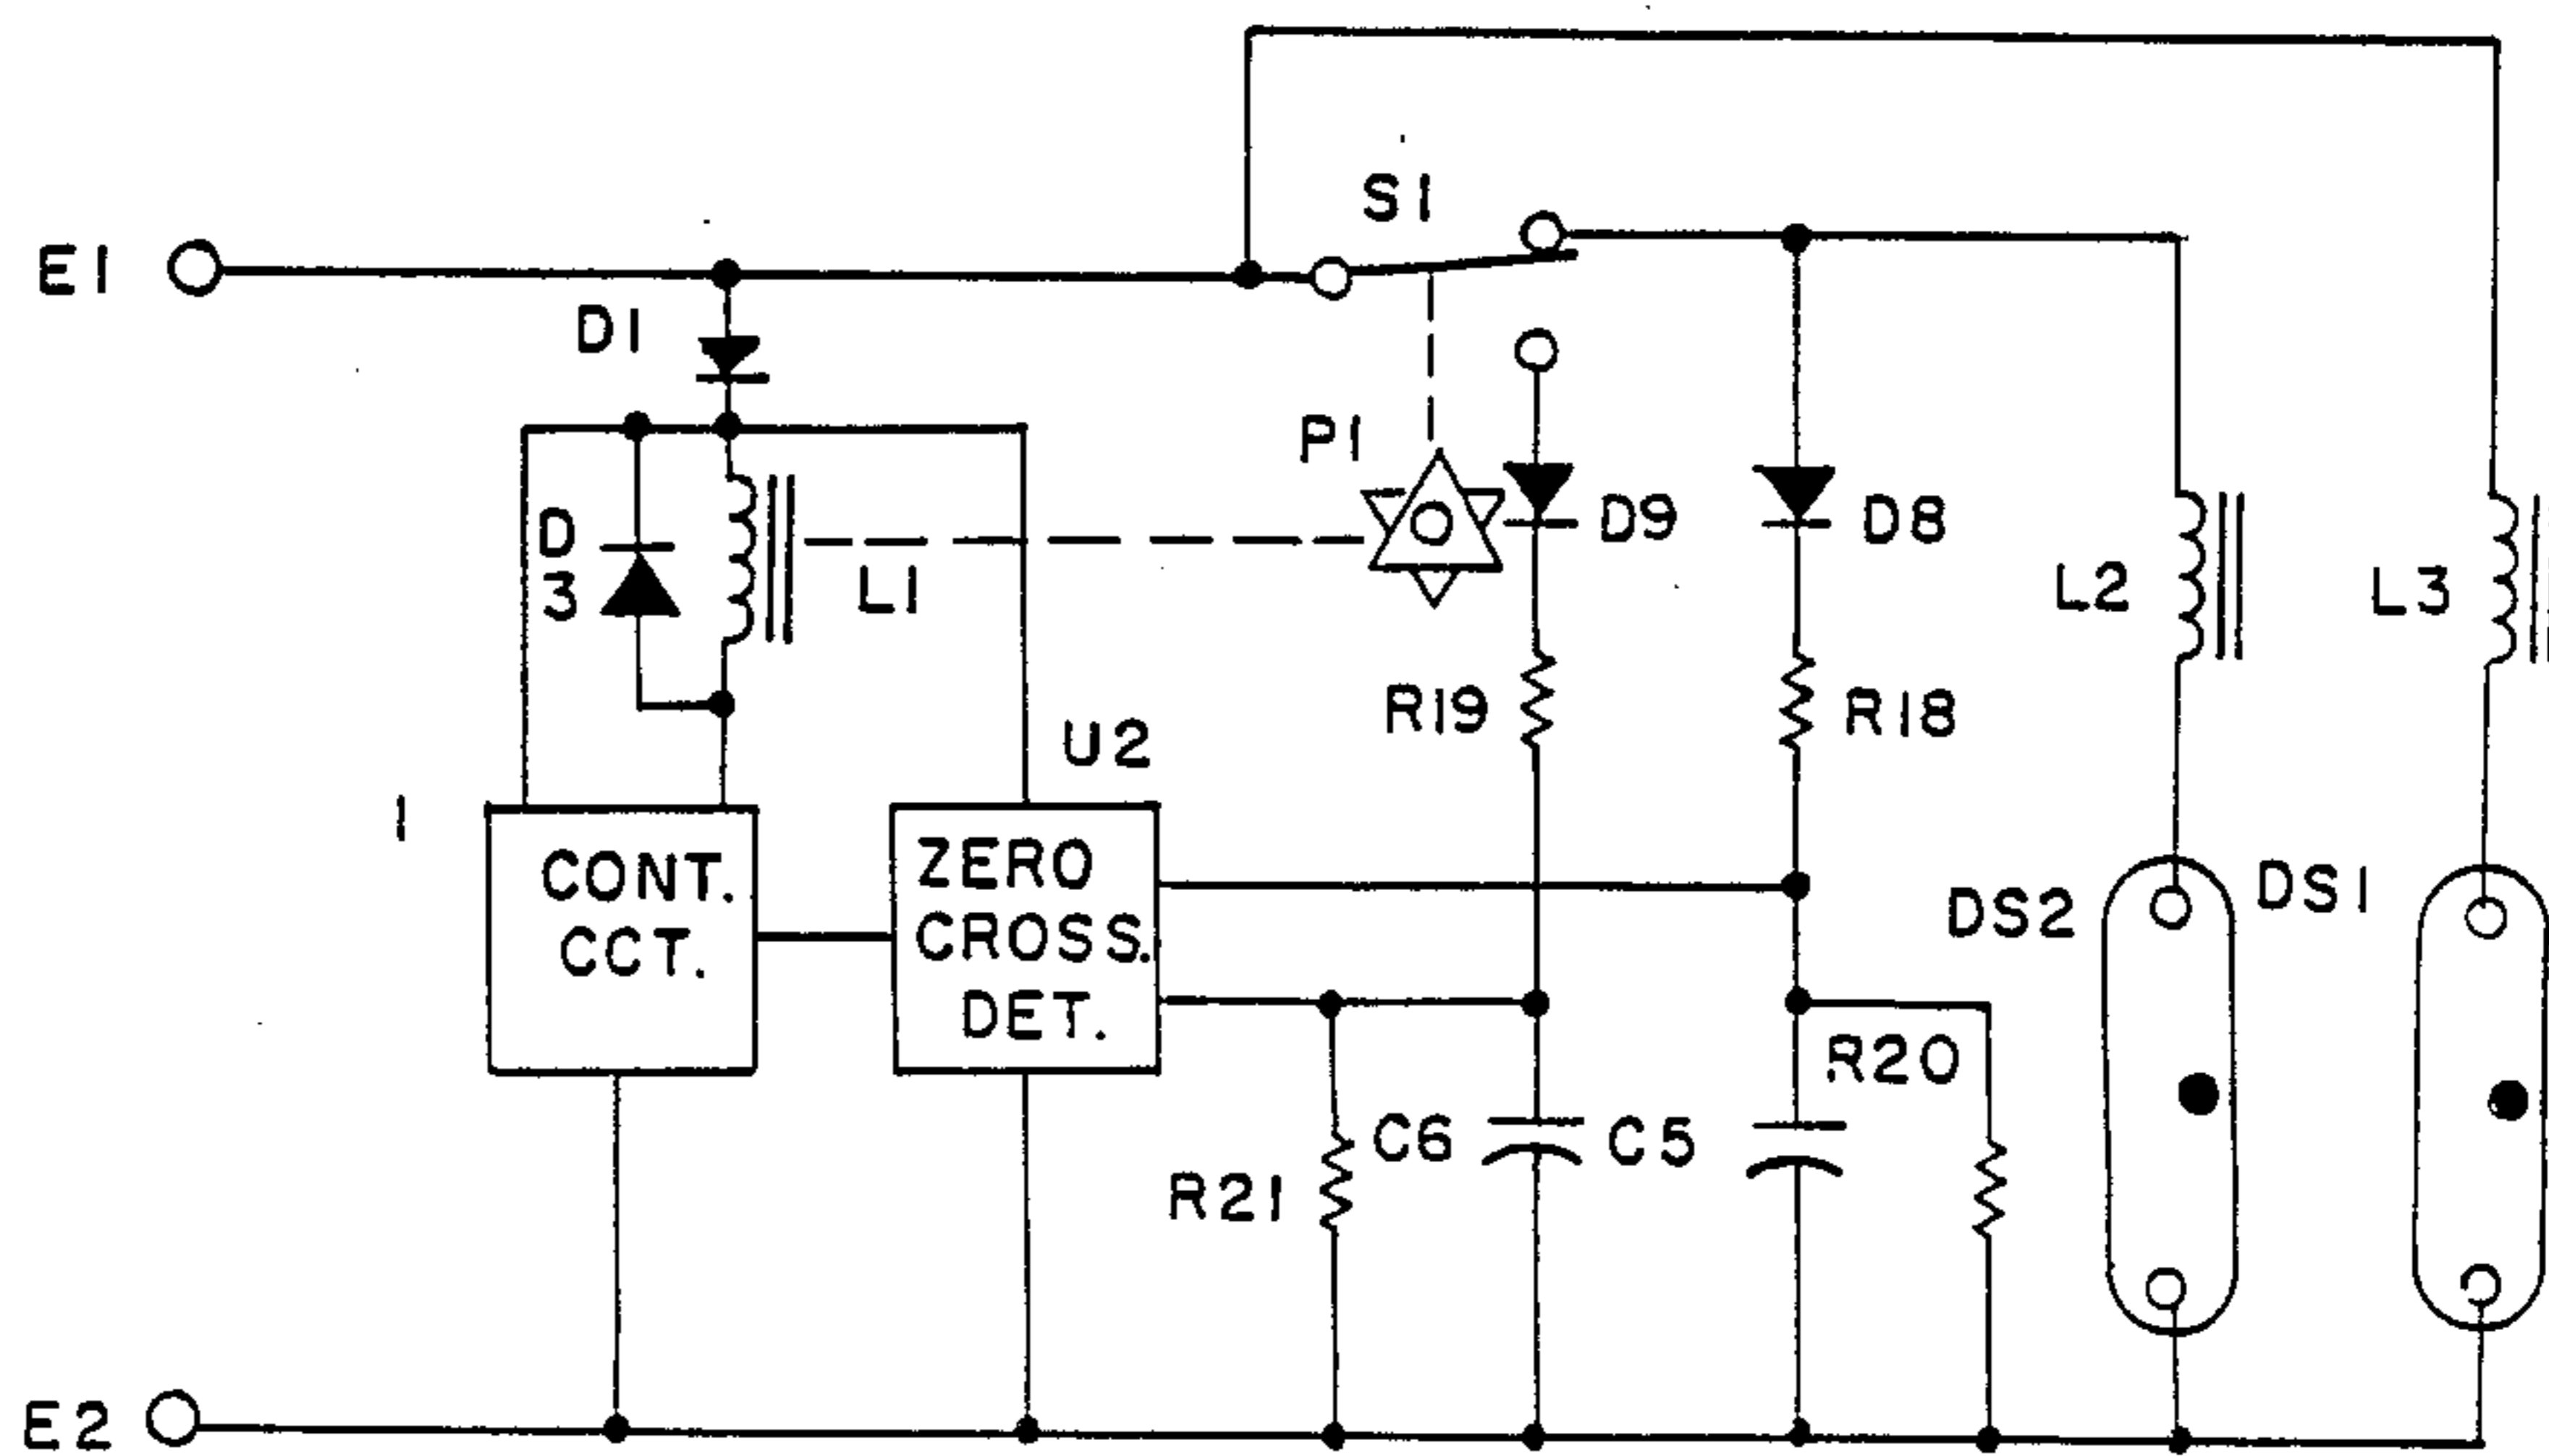 S1
E1
D1
P1
D
3
L1
D9
D8
L2
L3
R19
R18
U2
1
CONT.
CCT.
ZERO
CROSS.
DET.
DS2
DS1
R20
C6
C5
R21
E2